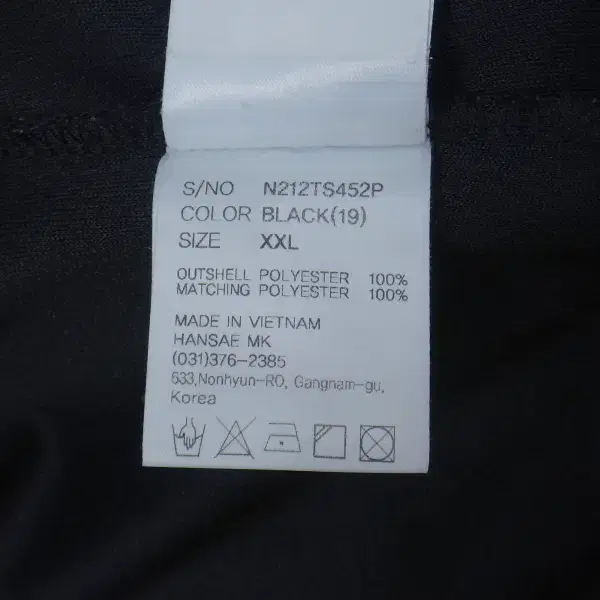 S/NO N212TS452P
COLOR BLACK(19)
SIZE XXL
OUTSHELL POLYESTER 100%
MATCHING POLYESTER 100%
MADE IN VIETNAM
HANSAE MK
(031)376-2385
633,Nonhyun-RO, Gangnam-gu,
Korea